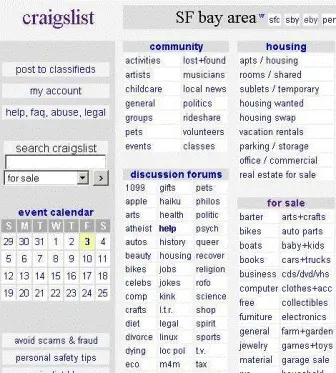 craigslist
post to classifieds
my account
help, faq, abuse, legal
search craigslist
for sale >
event calendar
S M T W T F S
29 30 31 1 2 3 4
5 6 7 8 9 10 11
12 13 14 15 16 17 18
19 20 21 22 23 24 25
avoid scams & fraud
personal safety tips
SF bay area w sfc sby eby pen
community
activities lost+found
artists musicians
childcare local news
general politics
groups rideshare
pets volunteers
events classes
discussion forums
1099 gifts pets
apple haiku philos
arts health politic
atheist help psych
autos history queer
beauty housing recover
bikes jobs religion
celebs jokes rofo
comp kink science
crafts l.t.r. shop
diet legal spirit
divorce linux sports
dying loc pol t.v.
eco m4m tax
housing
apts / housing
rooms / shared
sublets / temporary
housing wanted
housing swap
vacation rentals
parking / storage
office / commercial
real estate for sale
for sale
barter arts+crafts
bikes auto parts
boats baby+kids
books cars+trucks
business cds/dvd/vhs
computer clothes+acc
free collectibles
furniture electronics
general farm+garden
jewelry games+toys
material garage sale